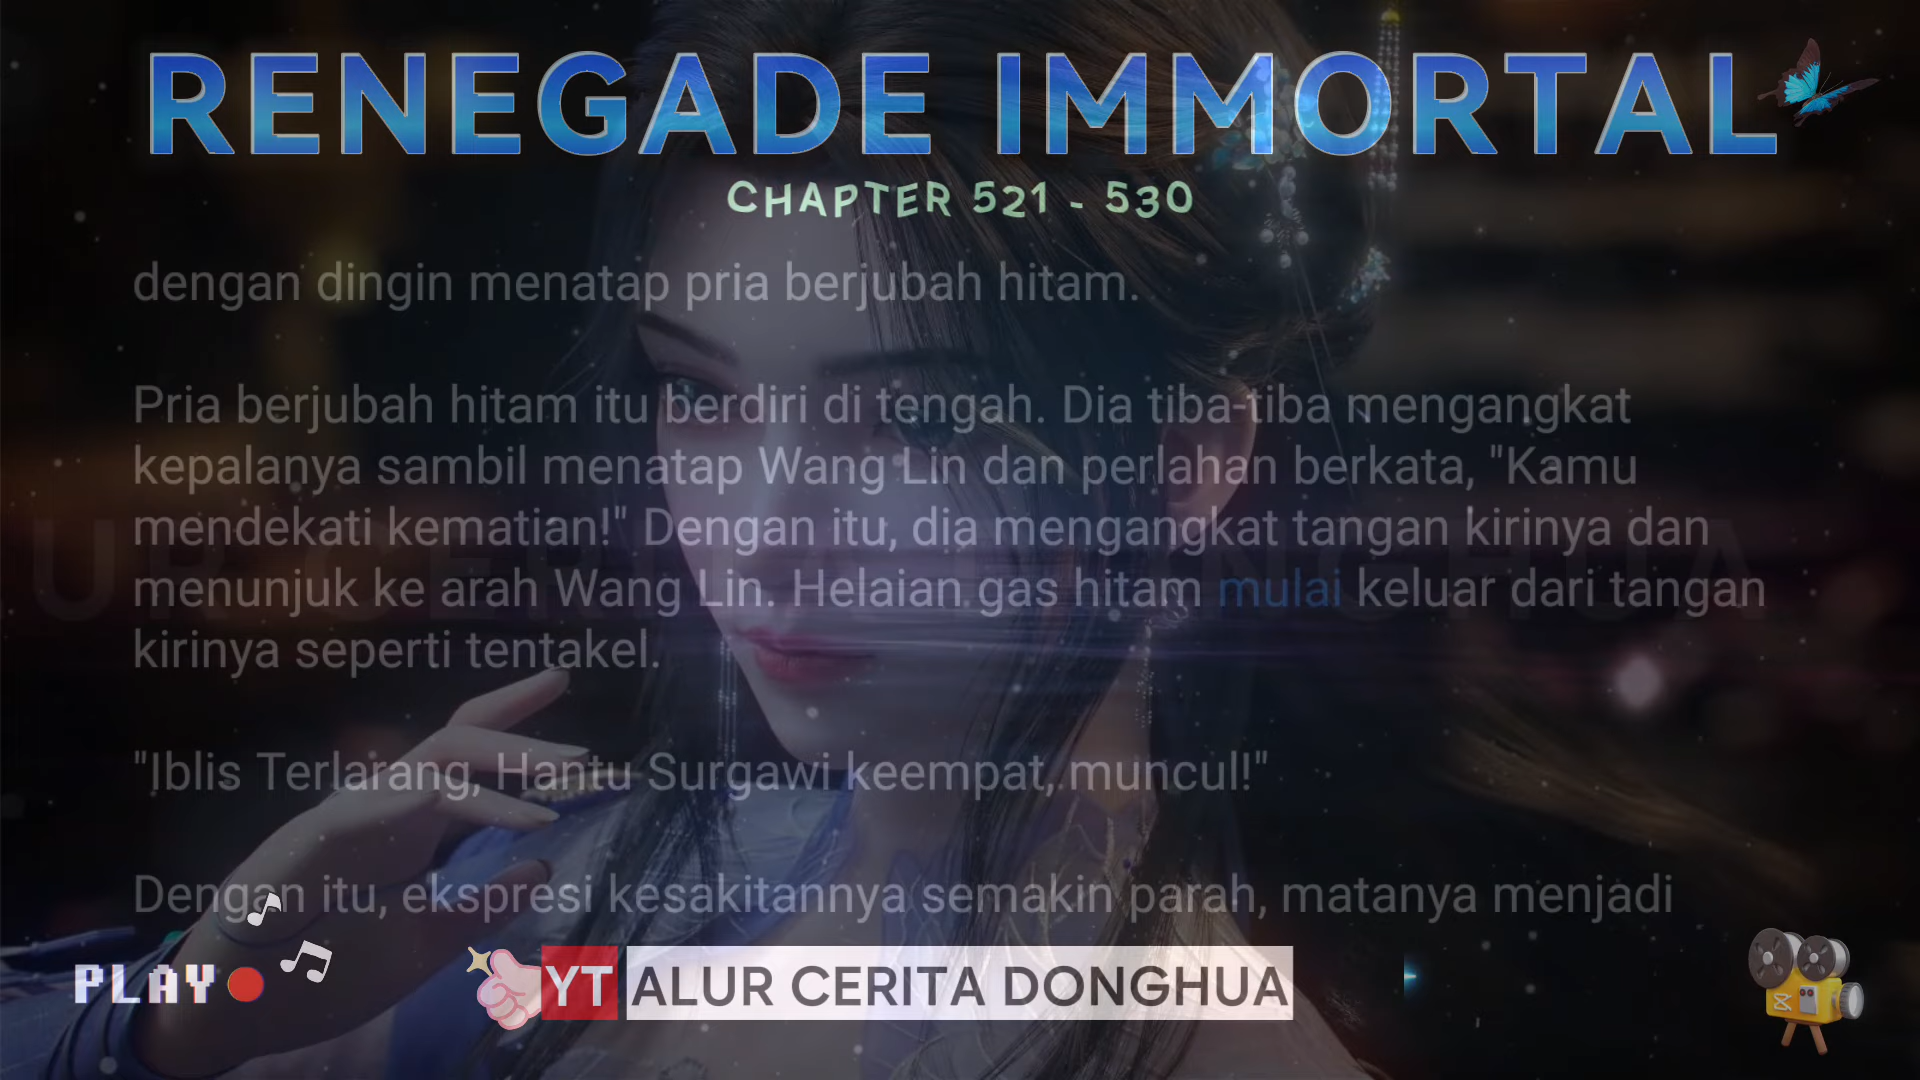 RENEGADE IMMORTAL
CHAPTER 521 - 530
dengan dingin menatap pria berjubah hitam.
Pria berjubah hitam itu berdiri di tengah. Dia tiba-tiba mengangkat
kepalanya sambil menatap Wang Lin dan perlahan berkata, "Kamu
mendekati kematian!" Dengan itu, dia mengangkat tangan kirinya dan
menunjuk ke arah Wang Lin. Helaian gas hitam mulai keluar dari tangan
kirinya seperti tentakel.
"Iblis Terlarang, Hantu Surgawi keempat, muncul!"
Dengan itu, ekspresi kesakitannya semakin parah, matanya menjadi
PLAY
YT ALUR CERITA DONGHUA